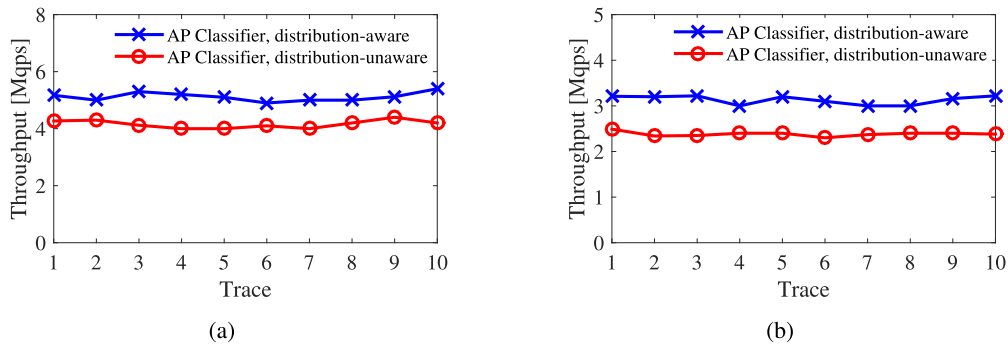 8
6
4
2
0
Throughput [Mqps]
AP Classifier, distribution-aware
AP Classifier, distribution-unaware
1 2 3 4 5 6 7 8 9 10
Trace
(a)
5
4
3
2
1
0
Throughput [Mqps]
AP Classifier, distribution-aware
AP Classifier, distribution-unaware
1 2 3 4 5 6 7 8 9 10
Trace
(b)